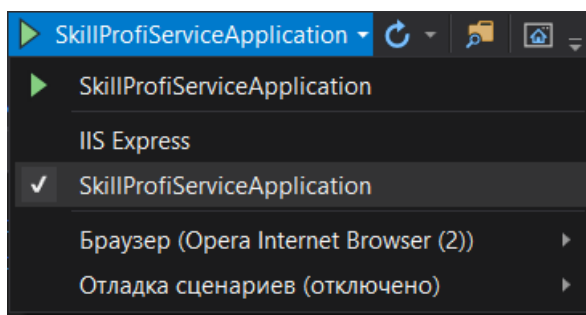 SkillProfiServiceApplication
SkillProfiServiceApplication
IIS Express
SkillProfiServiceApplication
Браузер (Opera Internet Browser (2))
Отладка сценариев (отключено)